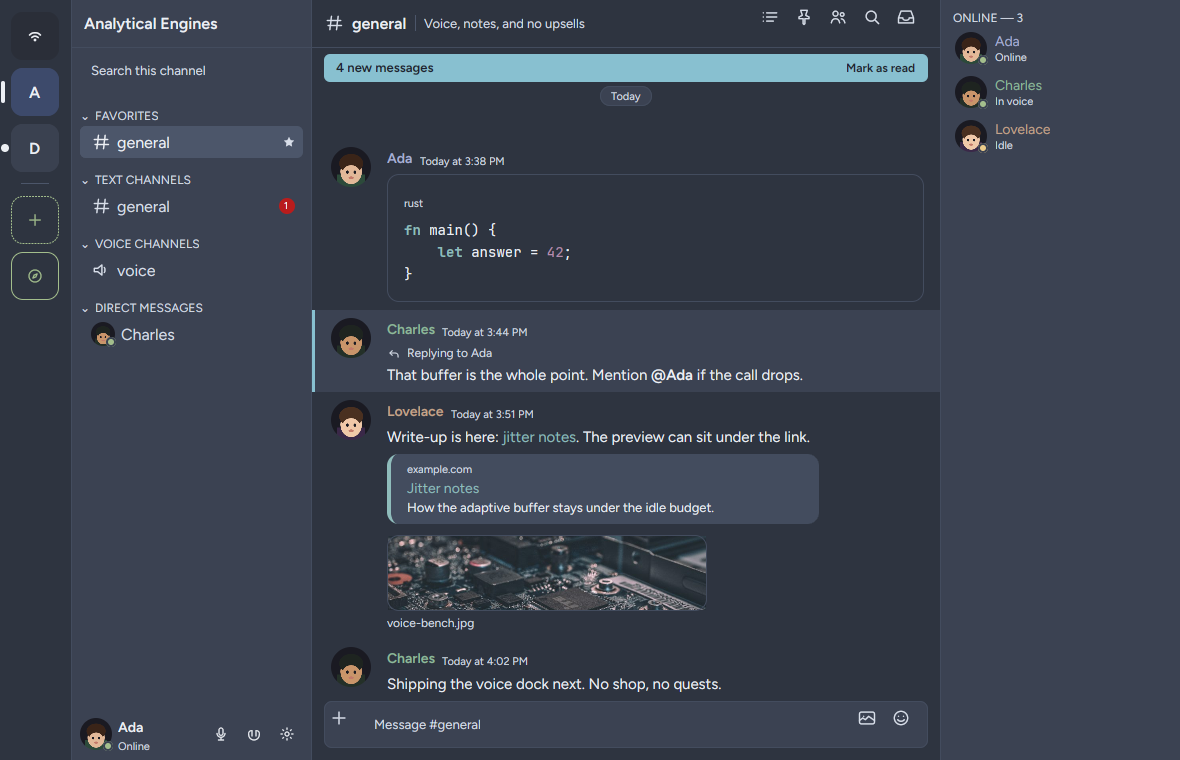 A
D
Analytical Engines
Search this channel
FAVORITES
general
TEXT CHANNELS
general
1
VOICE CHANNELS
voice
DIRECT MESSAGES
Charles
Ada
Online
general
Voice, notes, and no upsells
4 new messages
Mark as read
Today
Ada Today at 3:38 PM
rust
fn main() {
let answer = 42;
}
Charles Today at 3:44 PM
Replying to Ada
That buffer is the whole point. Mention @Ada if the call drops.
Lovelace Today at 3:51 PM
Write-up is here: jitter notes. The preview can sit under the link.
example.com
Jitter notes
How the adaptive buffer stays under the idle budget.
voice-bench.jpg
Charles Today at 4:02 PM
Shipping the voice dock next. No shop, no quests.
Message #general
ONLINE — 3
Ada
Online
Charles
In voice
Lovelace
Idle